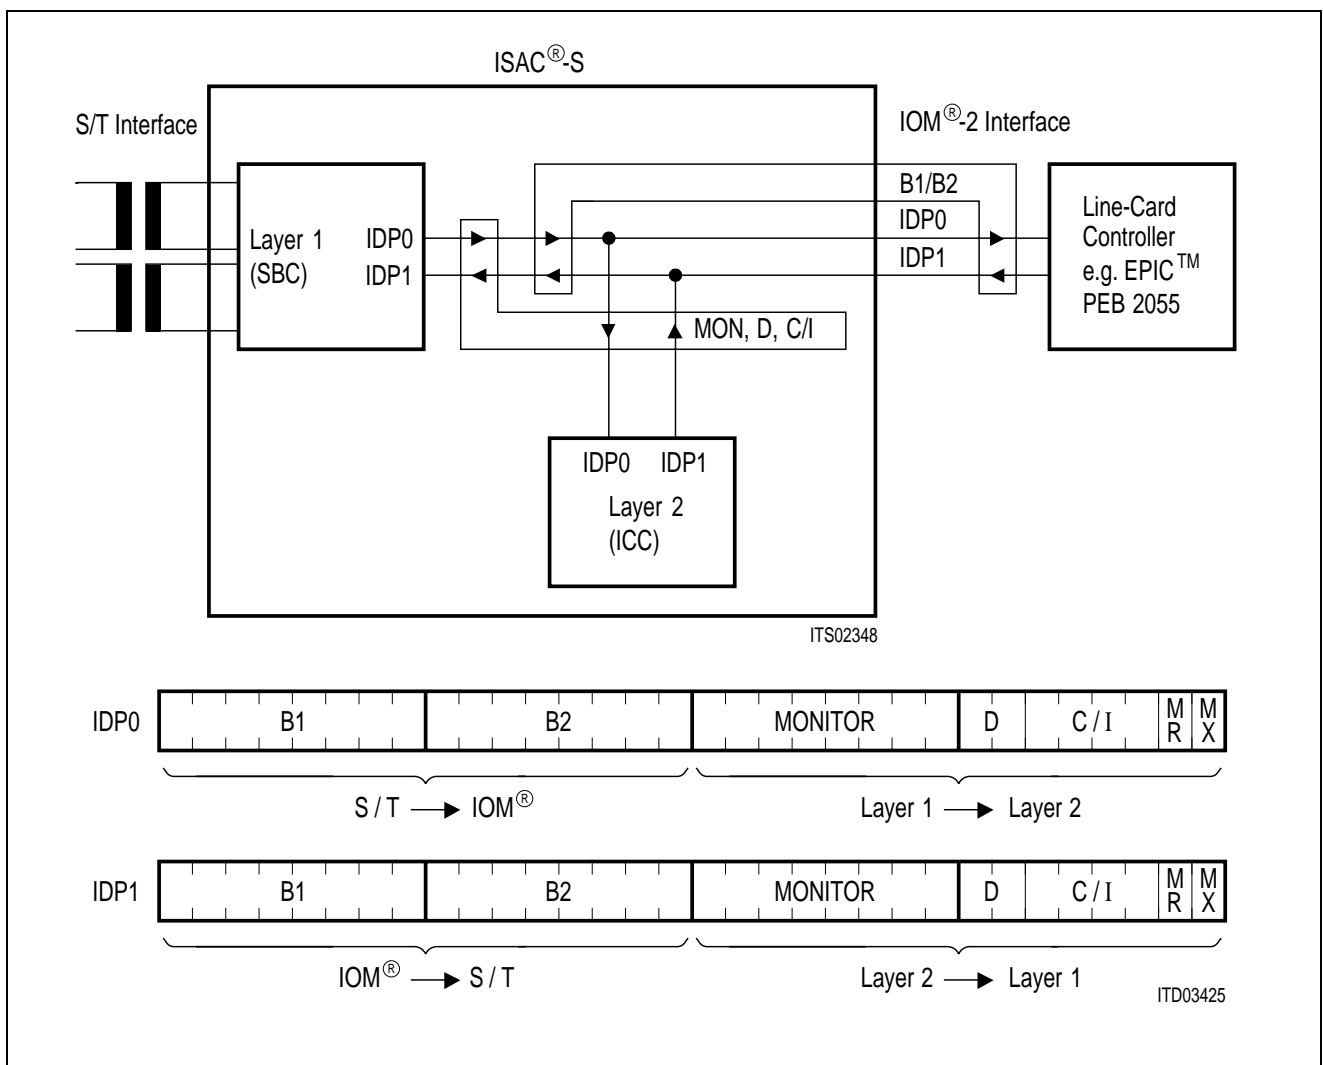 ISAC®-S
S/T Interface
IOM®-2 Interface
B1/B2
IDP0
IDP1
Layer 1
(SBC)
IDP0
IDP1
Line-Card
Controller
e.g. EPIC™
PEB 2055
MON, D, C/I
IDP0 IDP1
Layer 2
(ICC)
ITS02348
IDP0 B1 B2 MONITOR D C/I MR MX
S/T IOM®
Layer 1 Layer 2
IDP1 B1 B2 MONITOR D C/I MR MX
IOM® S/T
Layer 2 Layer 1
ITD03425